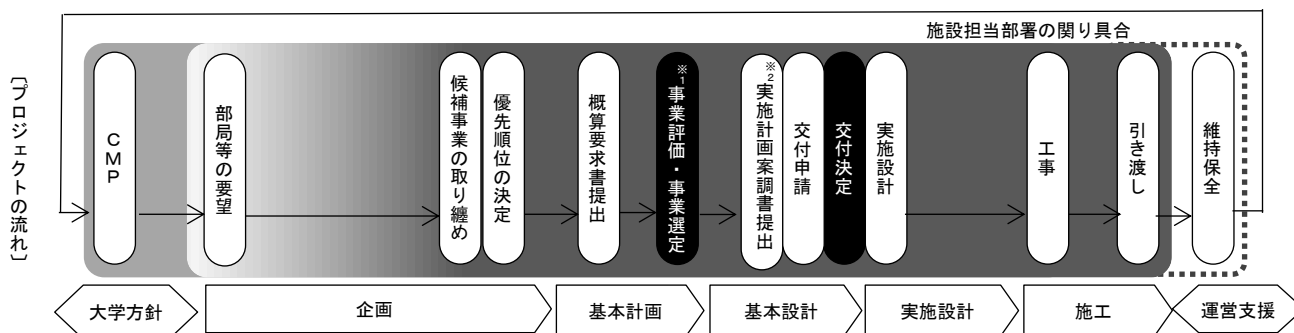 施設担当部署の関り具合
〔プロジェクトの流れ〕
CMP
部局等の要望
候補事業の取り纏め
優先順位の決定
概算要求書提出
※1事業評価・事業選定
※2実施計画案調書提出
交付申請
交付決定
実施設計
工事
引き渡し
維持保全
大学方針
企画
基本計画
基本設計
実施設計
施工
運営支援